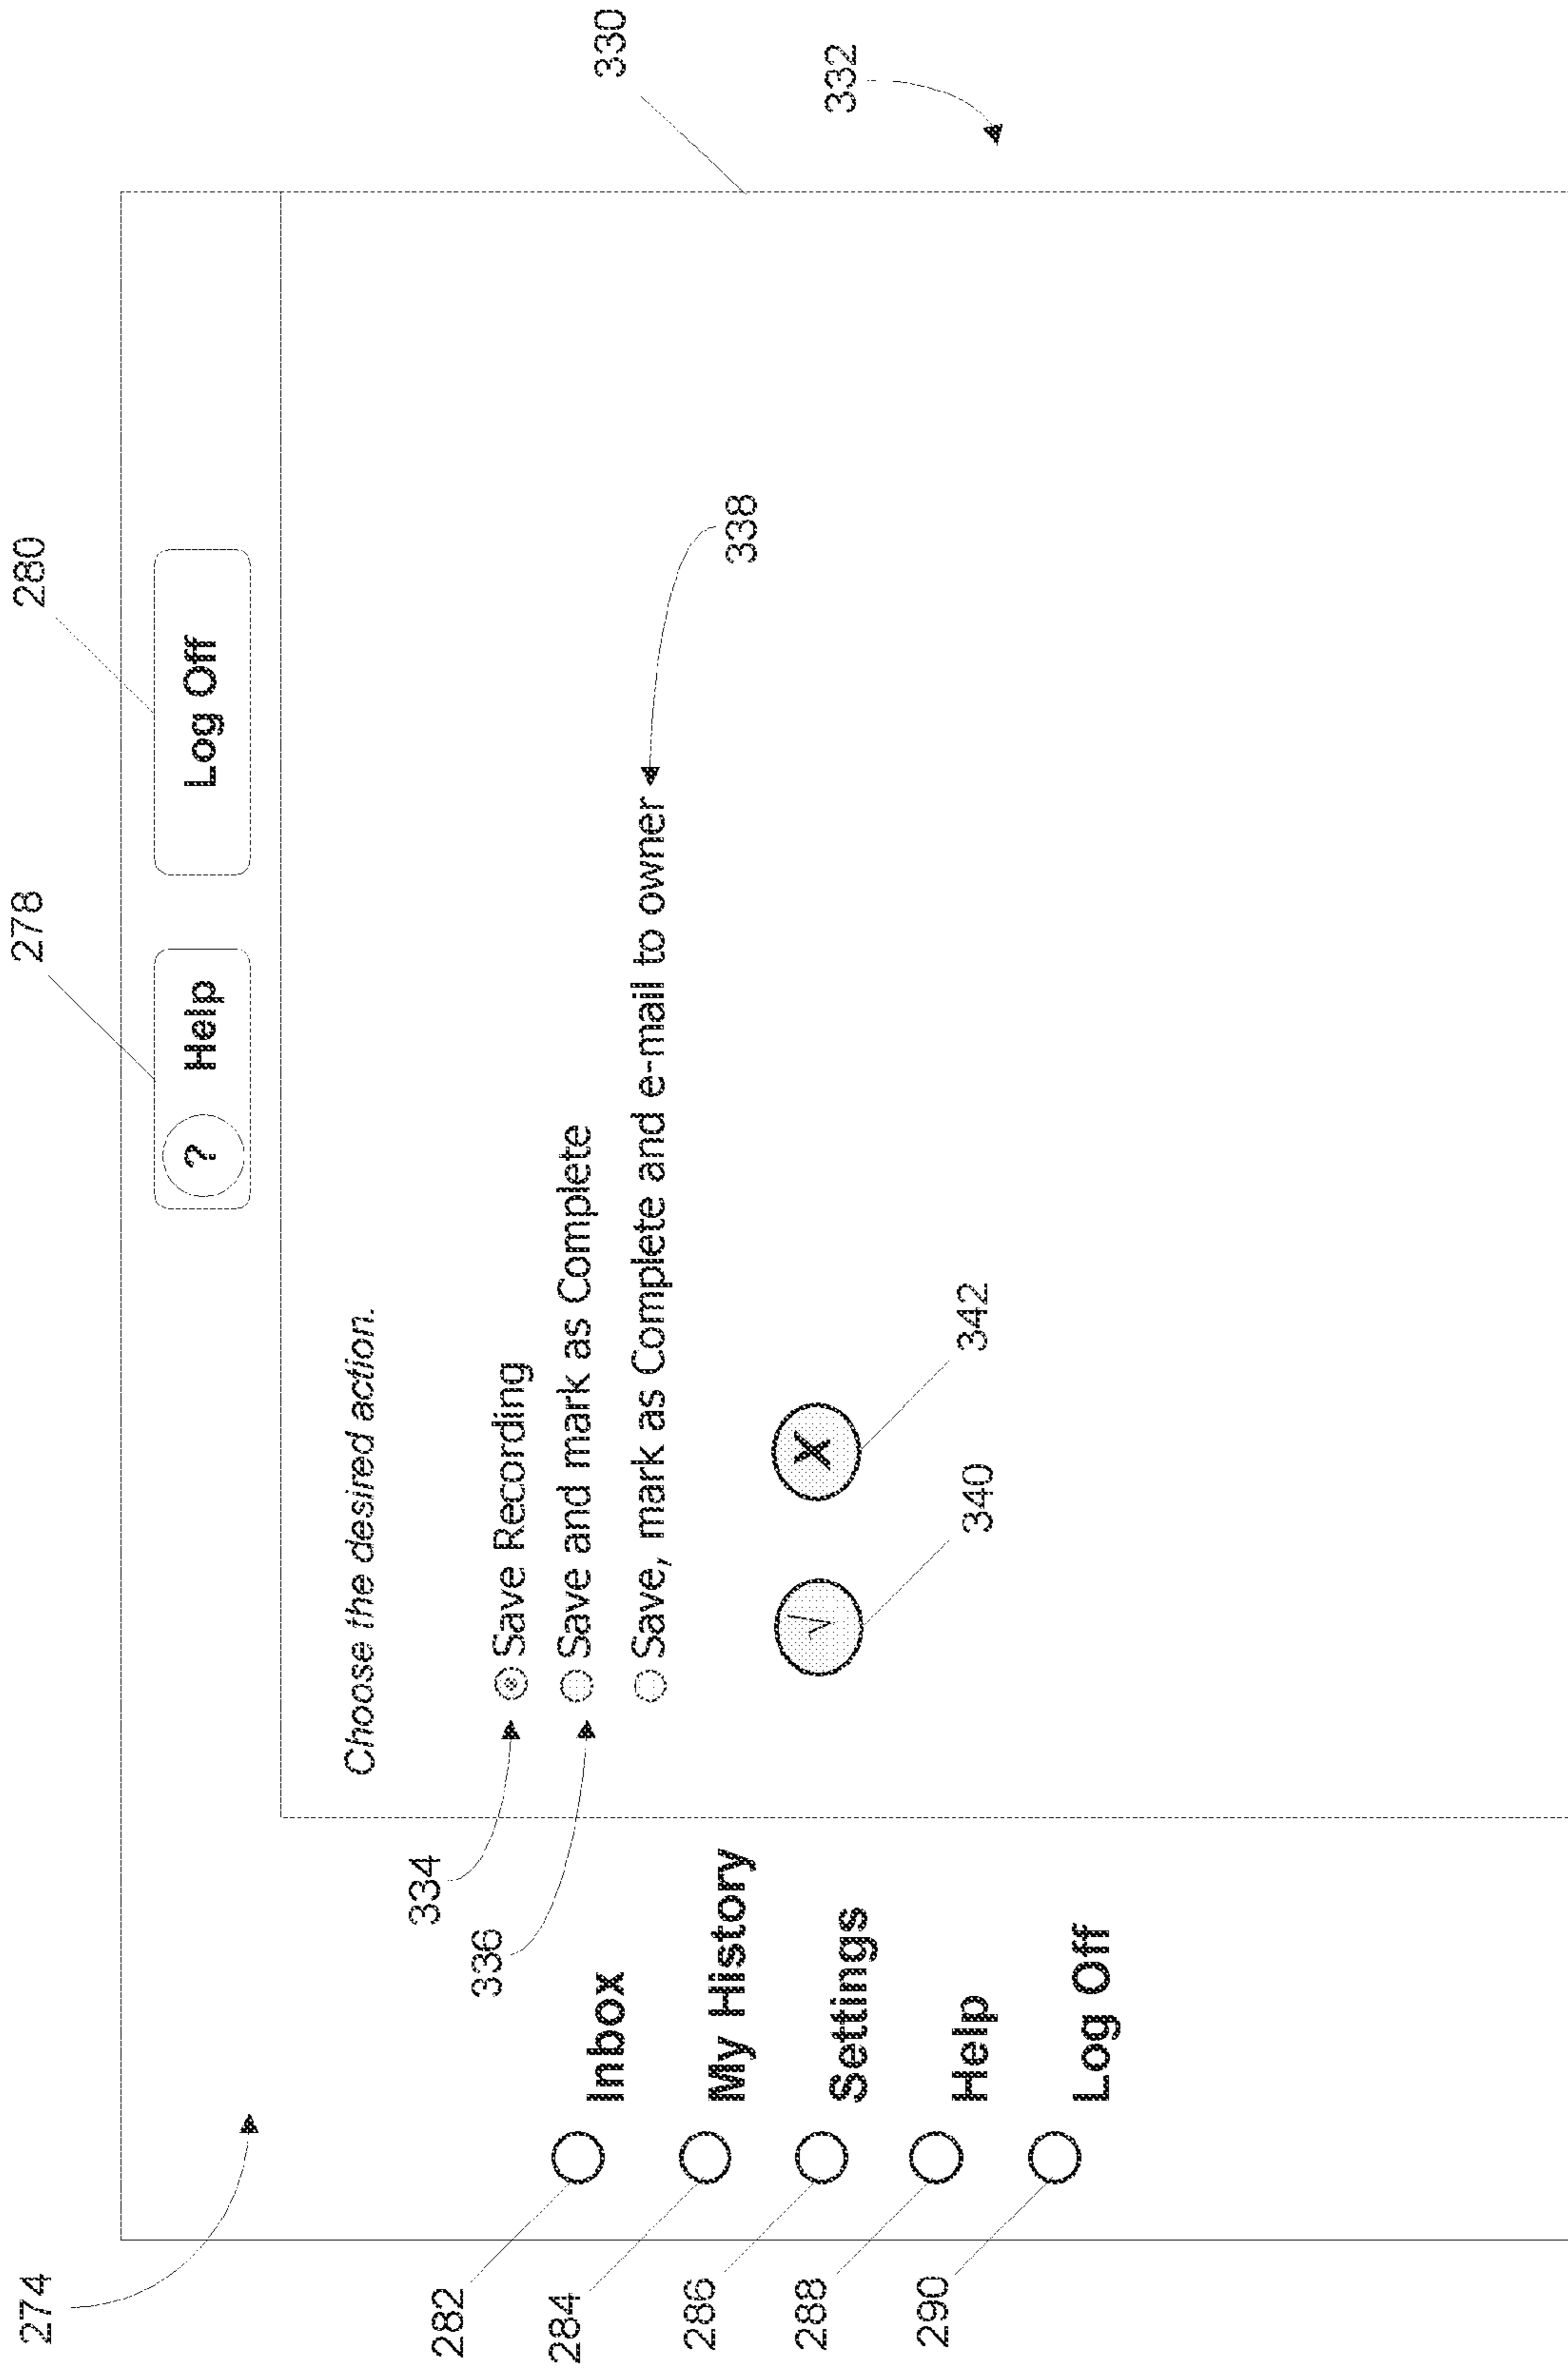 278
280
274
? Help
Log Off
330
Choose the desired action.
332
334
Save Recording
336
Save and mark as Complete
Save, mark as Complete and e-mail to owner
338
√
X
340
342
282
Inbox
284
My History
286
Settings
288
Help
290
Log Off